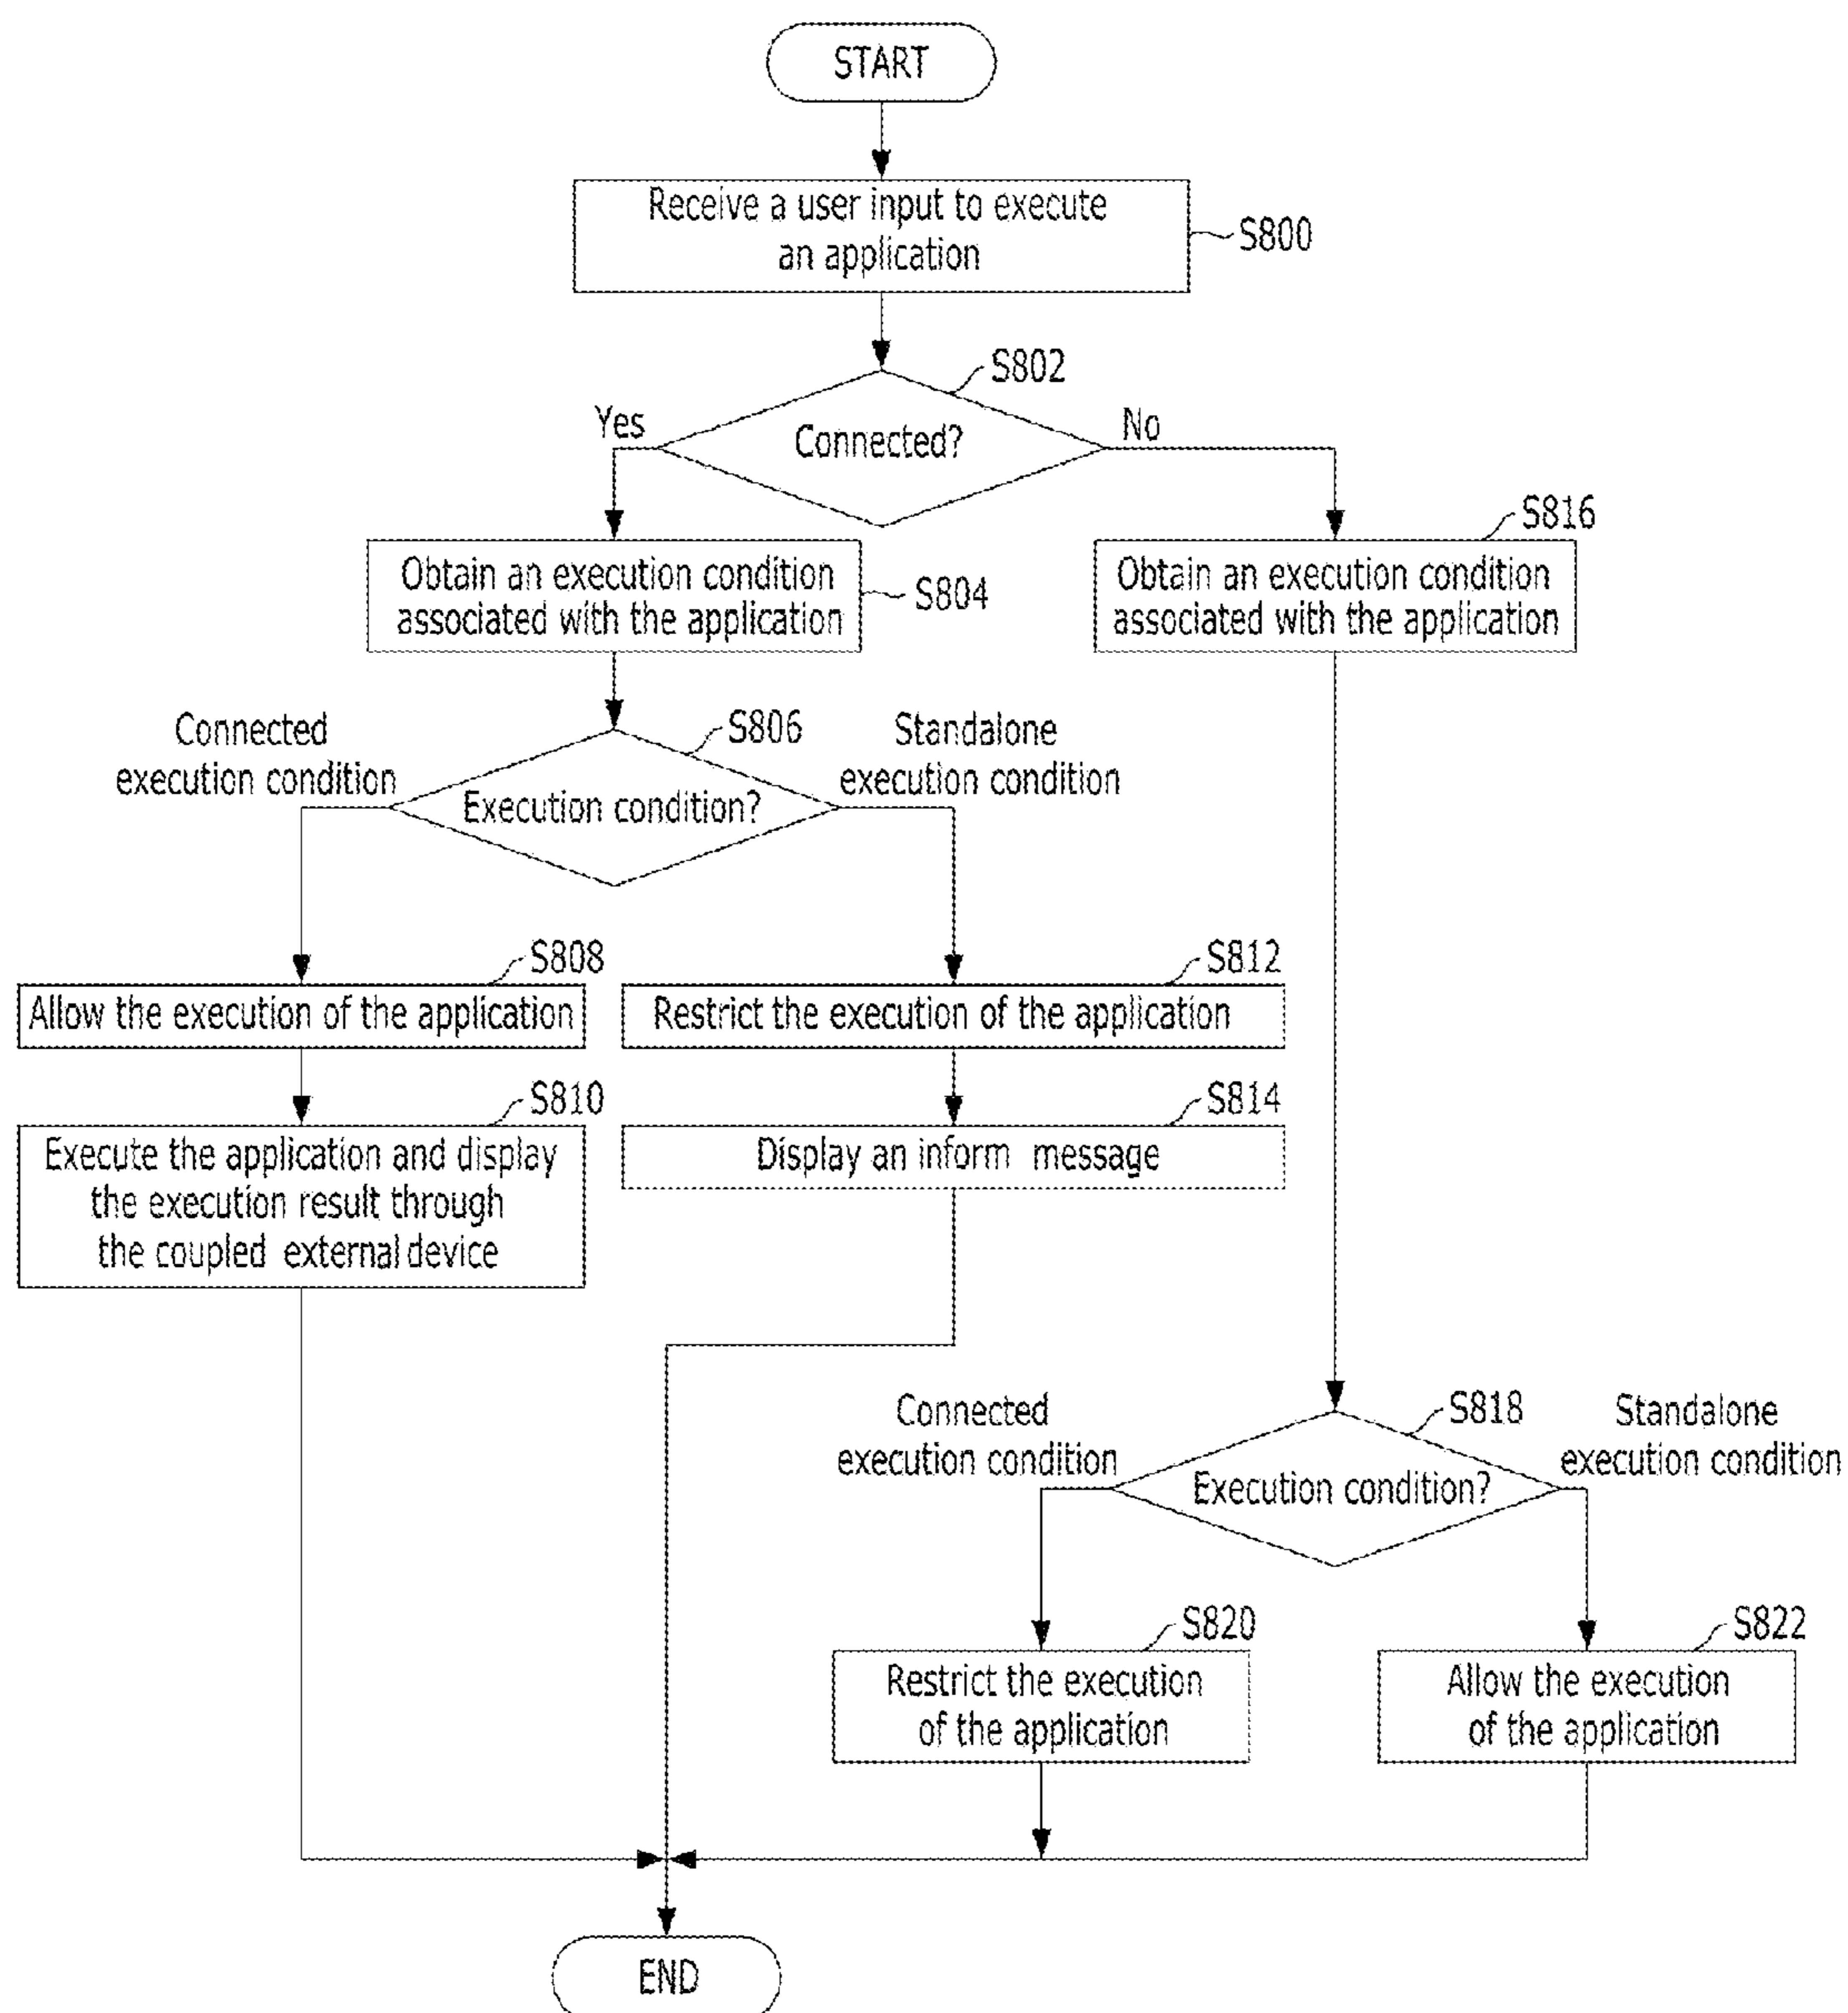 START
Receive a user input to execute
an application
S800
S802
Yes
Connected?
No
S816
Obtain an execution condition
associated with the application
S804
Obtain an execution condition
associated with the application
Connected
execution condition
S806
Standalone
execution condition
Execution condition?
S808
Allow the execution of the application
S812
Restrict the execution of the application
S810
Execute the application and display
the execution result through
the coupled external device
S814
Display an inform message
Connected
execution condition
S818
Standalone
execution condition
Execution condition?
S820
Restrict the execution
of the application
S822
Allow the execution
of the application
END